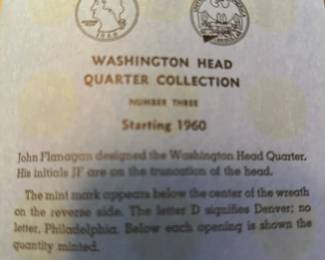 WASHINGTON HEAD
QUARTER COLLECTION
NUMBER THREE
Starting 1960
John Flanagan designed the Washington Head Quarter.
His initials JF are on the truncation of the head.
The mint mark appears below the center of the wreath
on the reverse side. The letter D signifies Denver; no
letter, Philadelphia. Below each opening is shown the
quantity minted.